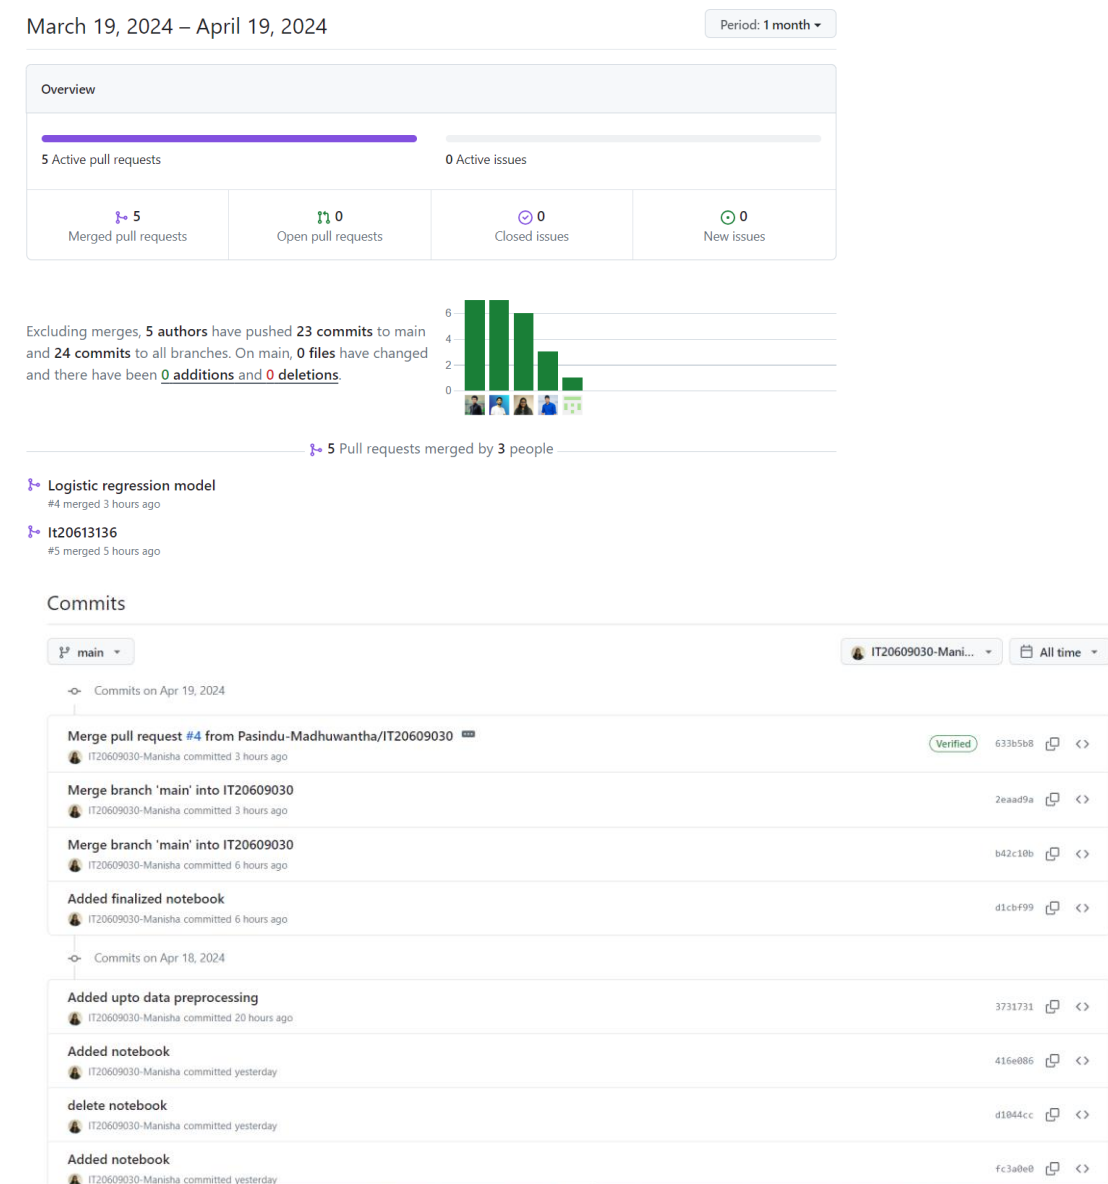 March 19, 2024 – April 19, 2024
Period: 1 month
Overview
5 Active pull requests
0 Active issues
5
Merged pull requests
0
Open pull requests
0
Closed issues
0
New issues
Excluding merges, 5 authors have pushed 23 commits to main
and 24 commits to all branches. On main, 0 files have changed
and there have been 0 additions and 0 deletions.
6
4
2
0
5 Pull requests merged by 3 people
Logistic regression model
#4 merged 3 hours ago
It20613136
#5 merged 5 hours ago
Commits
main
IT20609030-Mani...
All time
Commits on Apr 19, 2024
Merge pull request #4 from Pasindu-Madhuwantha/IT20609030
IT20609030-Manisha committed 3 hours ago
Verified
633b5b8
Merge branch 'main' into IT20609030
IT20609030-Manisha committed 3 hours ago
2eaad9a
Merge branch 'main' into IT20609030
IT20609030-Manisha committed 6 hours ago
b42c10b
Added finalized notebook
IT20609030-Manisha committed 6 hours ago
d1cbf99
Commits on Apr 18, 2024
Added upto data preprocessing
IT20609030-Manisha committed 20 hours ago
3731731
Added notebook
IT20609030-Manisha committed yesterday
416e086
delete notebook
IT20609030-Manisha committed yesterday
d1044cc
Added notebook
IT20609030-Manisha committed yesterday
fc3a0e0